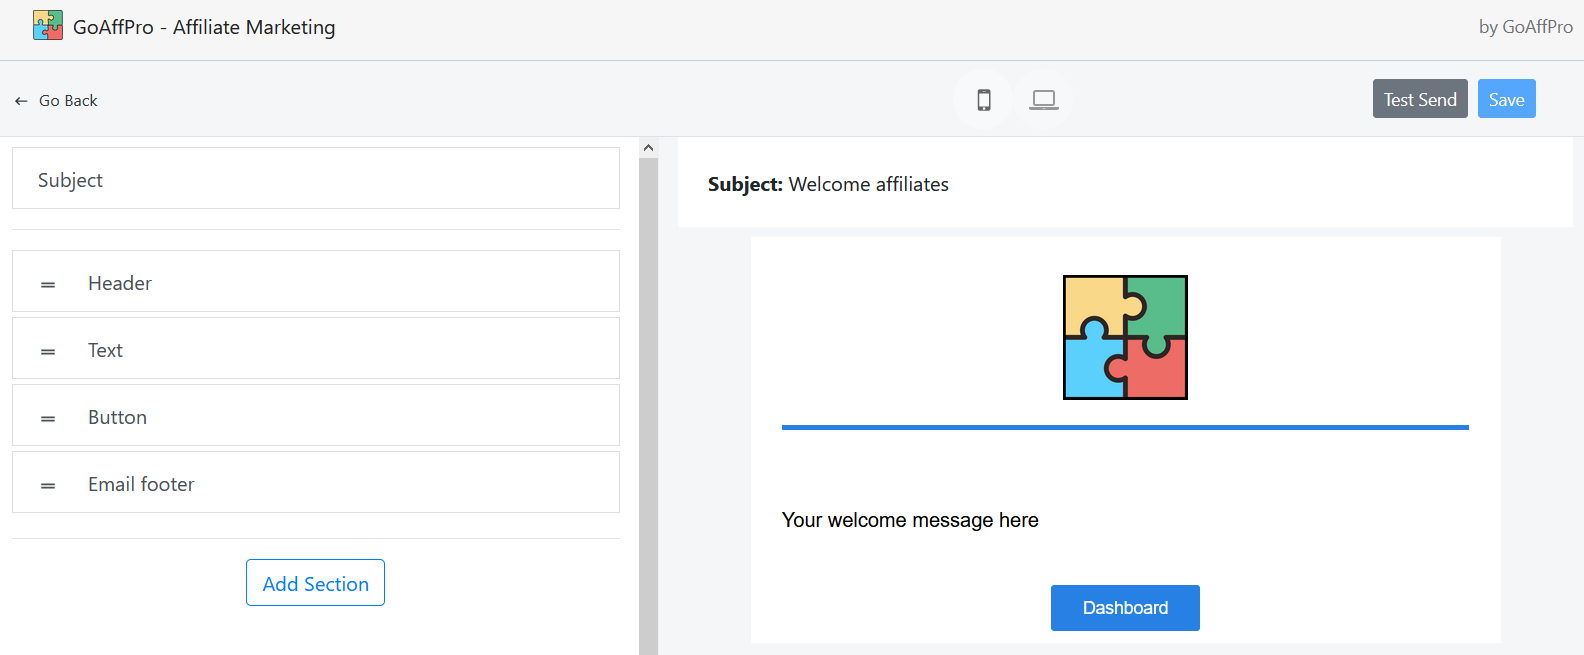 GoAffPro - Affiliate Marketing
by GoAffPro
Go Back
Test Send
Save
Subject
Header
Text
Button
Email footer
Add Section
Subject: Welcome affiliates
Your welcome message here
Dashboard